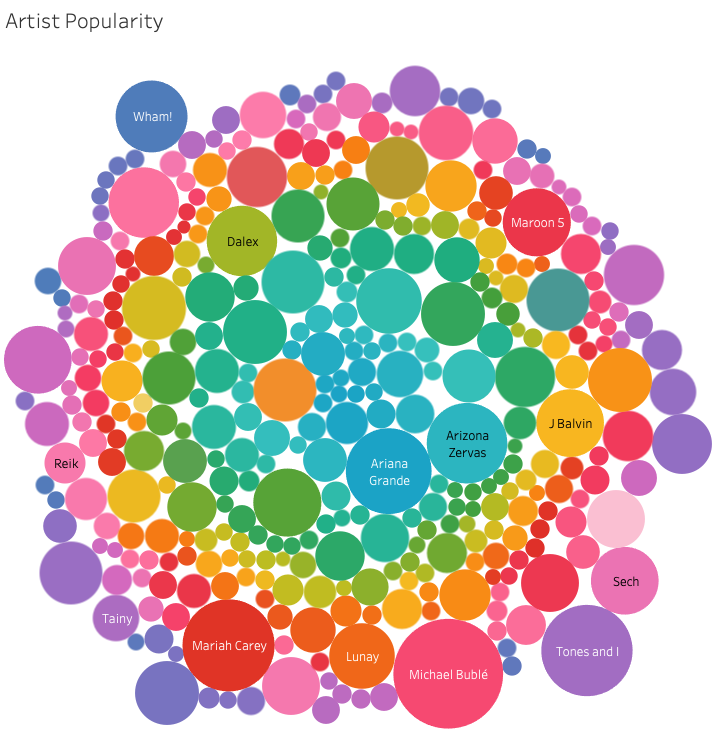 Artist Popularity
Wham!
Maroon 5
Dalex
J Balvin
Arizona
Zervas
Reik
Ariana
Grande
Sech
Tainy
Mariah Carey
Tones and I
Lunay
Michael Bublé